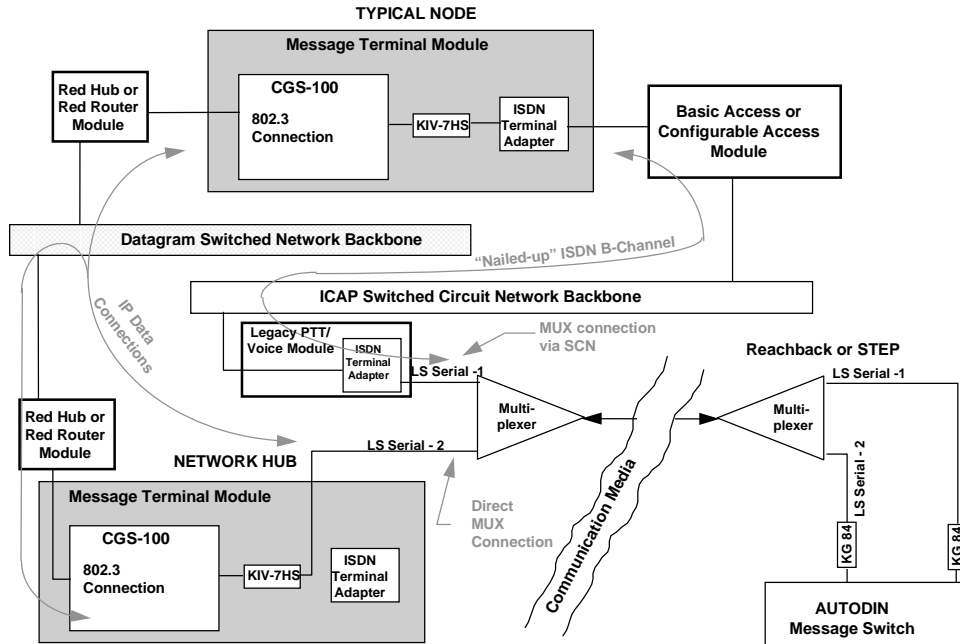 TYPICAL NODE
Message Terminal Module
CGS-100
802.3
Connection
KIV-7HS
ISDN
Terminal
Adapter
Red Hub or
Red Router
Module
Basic Access or
Configurable Access
Module
Datagram Switched Network Backbone
“Nailed-up” ISDN B-Channel
ICAP Switched Circuit Network Backbone
IP Data
Connections
Legacy PTT/
Voice Module
ISDN
Terminal
Adapter
LS Serial -1
MUX connection
via SCN
Reachback or STEP
LS Serial -1
Multi-
plexer
Multi-
plexer
Red Hub or
Red Router
Module
LS Serial - 2
LS Serial - 2
NETWORK HUB
Message Terminal Module
CGS-100
802.3
Connection
KIV-7HS
ISDN
Terminal
Adapter
Direct
MUX
Connection
Communication Media
KG 84
KG 84
AUTODIN
Message Switch